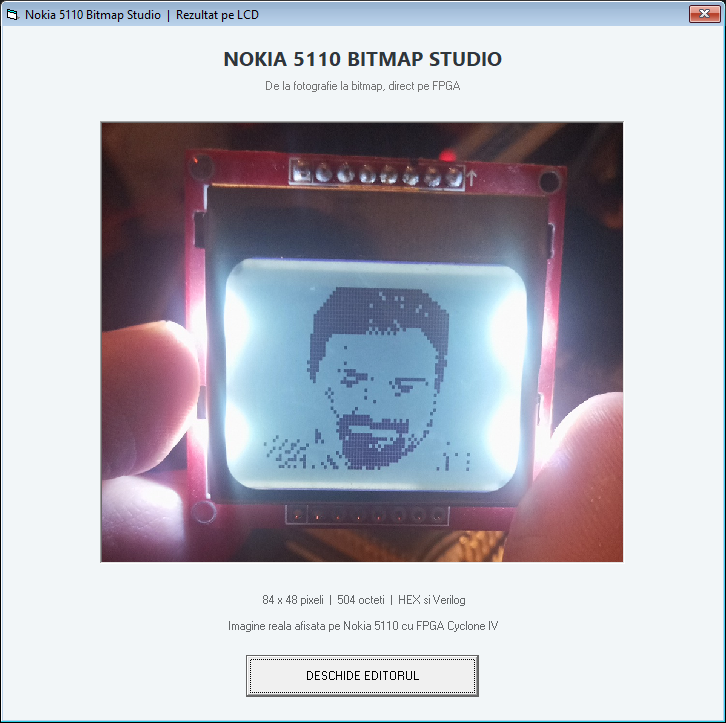 Nokia 5110 Bitmap Studio | Rezultat pe LCD
NOKIA 5110 BITMAP STUDIO
De la fotografie la bitmap, direct pe FPGA
84 x 48 pixeli | 504 octeti | HEX si Verilog
Imagine reala afisata pe Nokia 5110 cu FPGA Cyclone IV
DESCHIDE EDITORUL